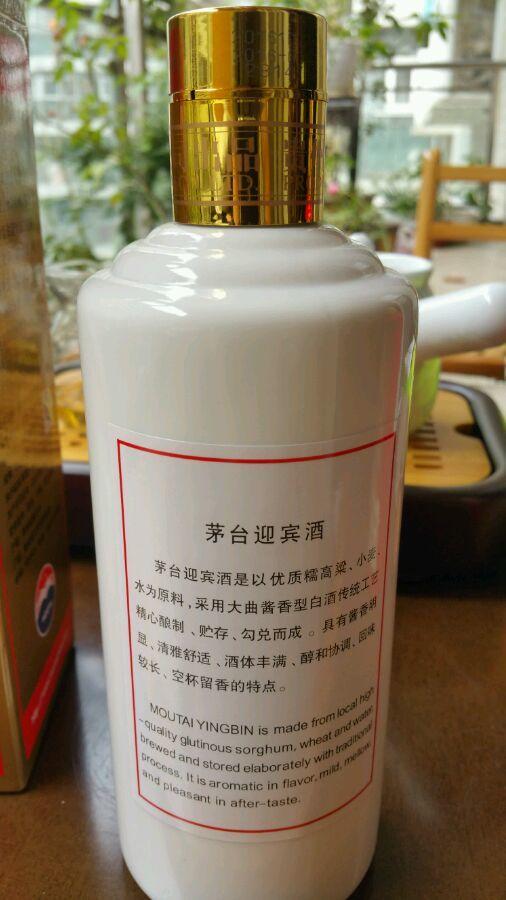 茅台迎宾酒
茅台迎宾酒是以优质糯高粱、小麦、
水为原料,采用大曲酱香型白酒传统工艺
精心酿制、贮存、勾兑而成。具有酱香明
显、清雅舒适、酒体丰满、醇和协调、回味
较长、空杯留香的特点。
MOUTAI YINGBIN is made from local high
-quality glutinous sorghum, wheat and water,
brewed and stored elaborately with traditional
process. It is aromatic in flavor, mild, mellow,
and pleasant in after-taste.